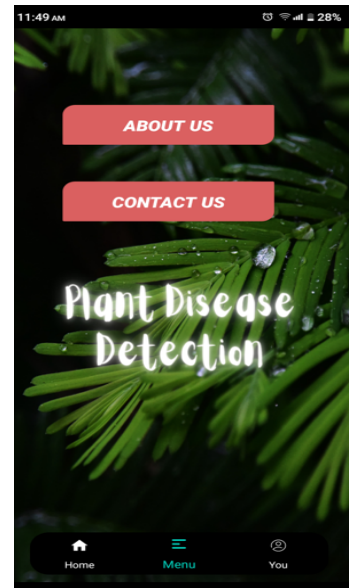 11:49 AM 28%
ABOUT US
CONTACT US
Plant Disease
Detection
Home Menu You